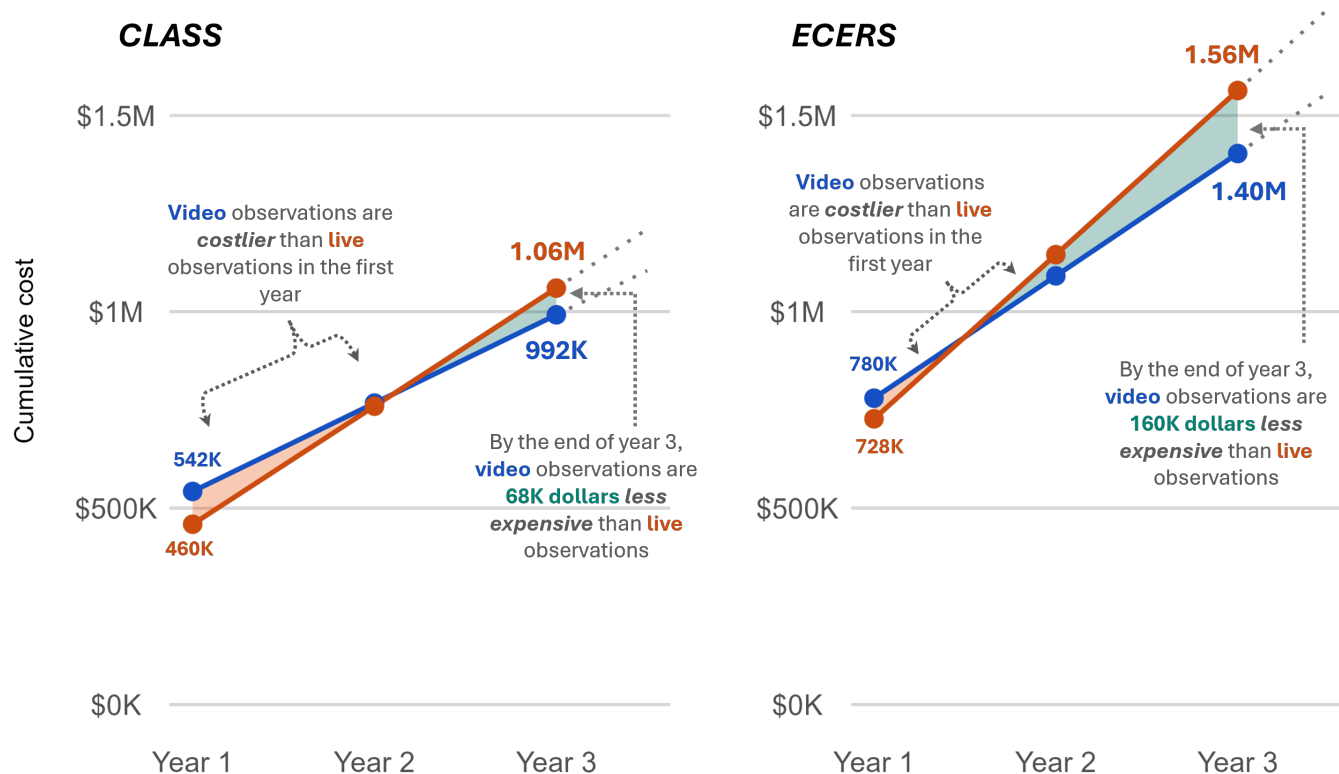 CLASS
Cumulative cost
$1.5M
$1M
$500K
$0K
Video observations are
costlier than live
observations in the first
year
1.06M
992K
542K
460K
By the end of year 3,
video observations are
68K dollars less
expensive than live
observations
Year 1
Year 2
Year 3
ECERS
$1.5M
$1M
$500K
$0K
Video observations
are costlier than live
observations in the
first year
1.56M
1.40M
780K
728K
By the end of year 3,
video observations are
160K dollars less
expensive than live
observations
Year 1
Year 2
Year 3